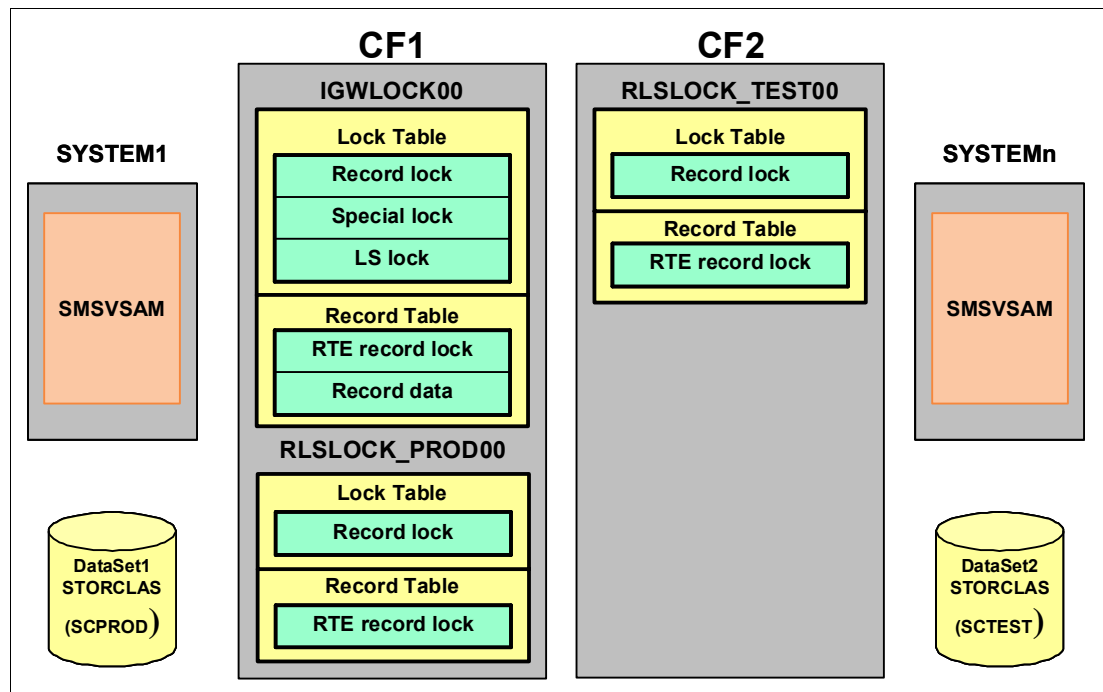 CF1
CF2
IGWLOCK00
Lock Table
Record lock
Special lock
LS lock
Record Table
RTE record lock
Record data
RLSLOCK_PROD00
Lock Table
Record lock
Record Table
RTE record lock
RLSLOCK_TEST00
Lock Table
Record lock
Record Table
RTE record lock
SYSTEM1
SMSVSAM
DataSet1
STORCLAS
(SCPROD)
SYSTEMn
SMSVSAM
DataSet2
STORCLAS
(SCTEST)